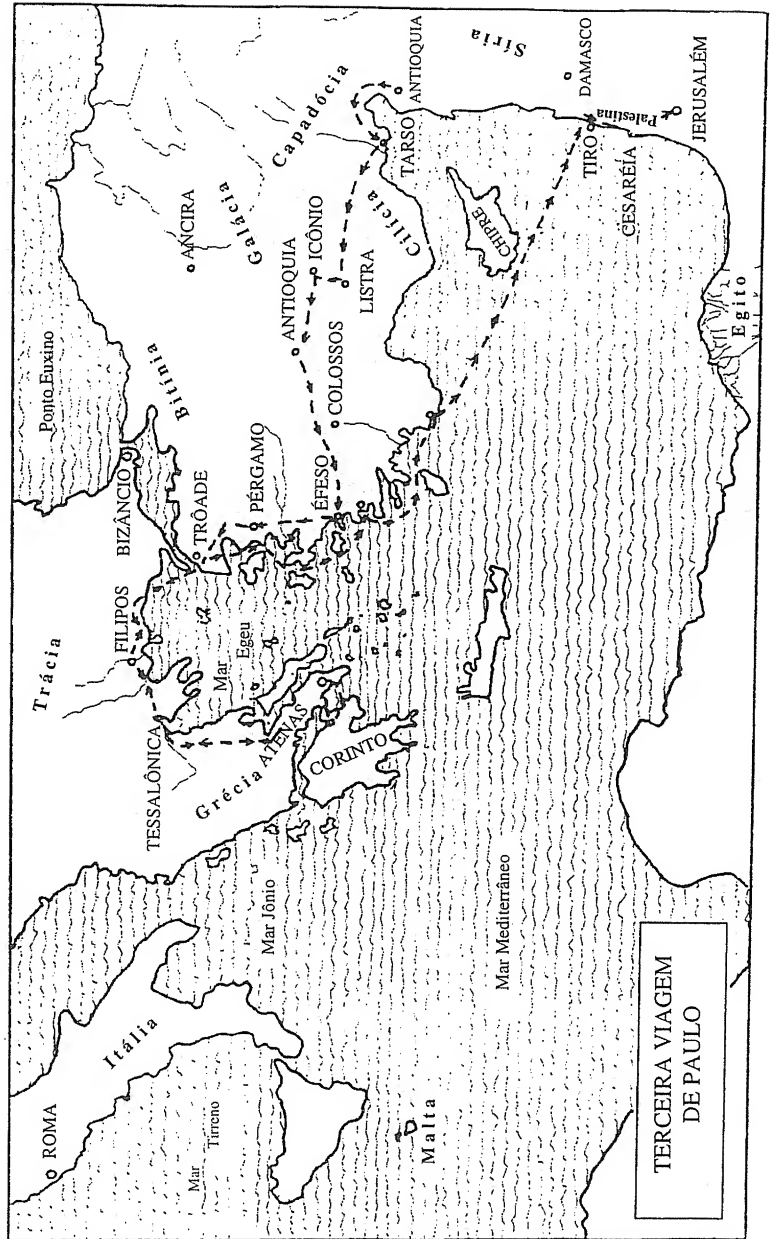 TERCEIRA VIAGEM
DE PAULO
ROMA
Itália
Mar
Tirreno
Malta
Mar Jônio
Mar Mediterrâneo
Trácia
FILIPOS
TESSALÔNICA
Grécia
ATENAS
CORINTO
Mar
Egeu
BIZÂNCIO
Ponto Euxino
Bitínia
TRÔADE
PÉRGAMO
ÉFESO
COLOSSOS
ANTIOQUIA
ICÔNIO
LISTRA
ANCIRA
Galácia
Capadócia
Cilícia
TARSO
ANTIOQUIA
Síria
CHIPRE
DAMASCO
TIRO
Palestina
CESARÉIA
JERUSALÉM
Egito